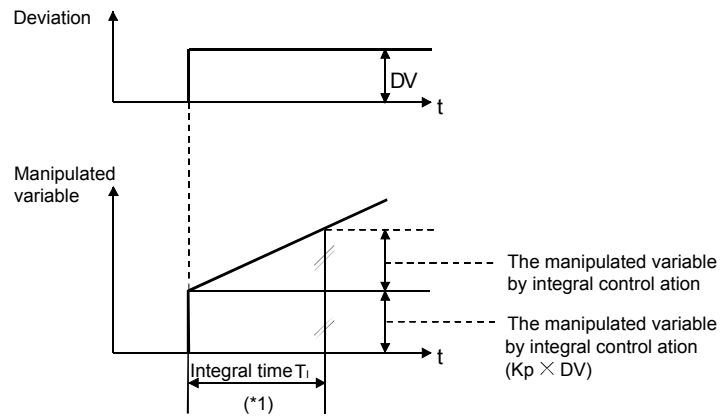 Deviation
DV
t
Manipulated
variable
The manipulated variable
by integral control ation
The manipulated variable
by integral control ation
(Kp × DV)
t
Integral time TI
(*1)